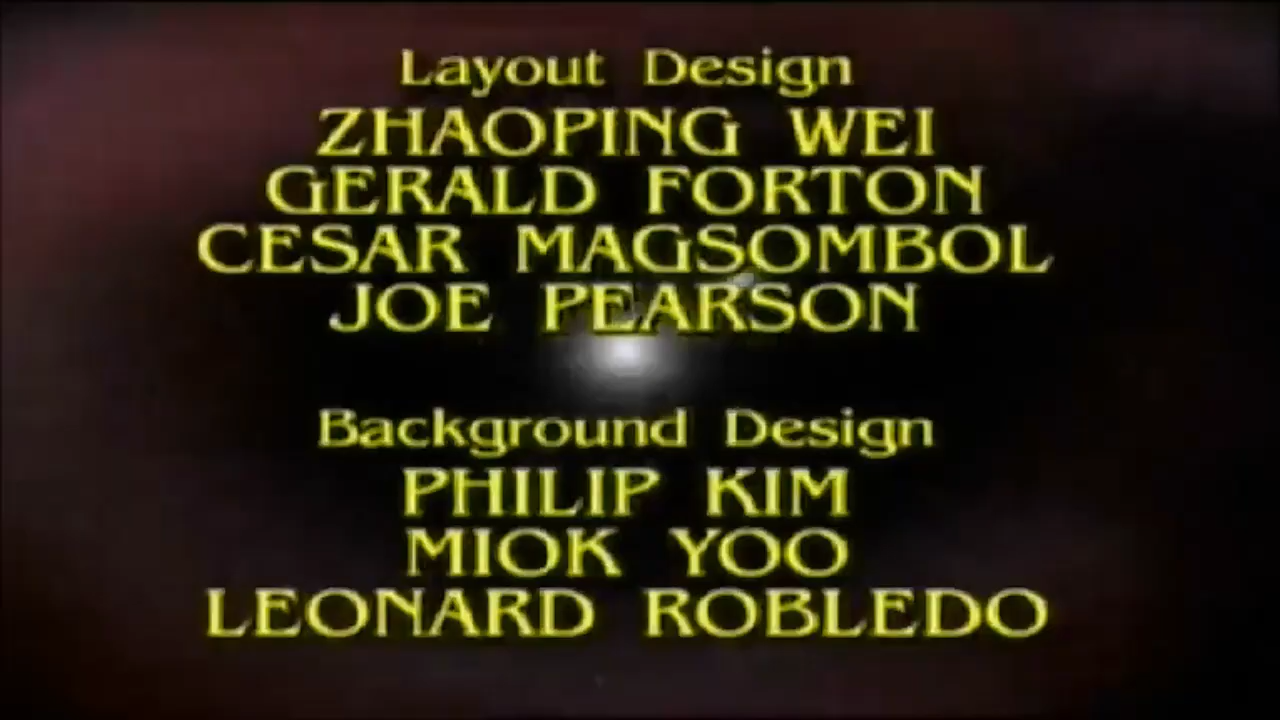 Layout Design
ZHAOPING WEI
GERALD FORTON
CESAR MAGSOMBOL
JOE PEARSON
Background Design
PHILIP KIM
MIOK YOO
LEONARD ROBLEDO